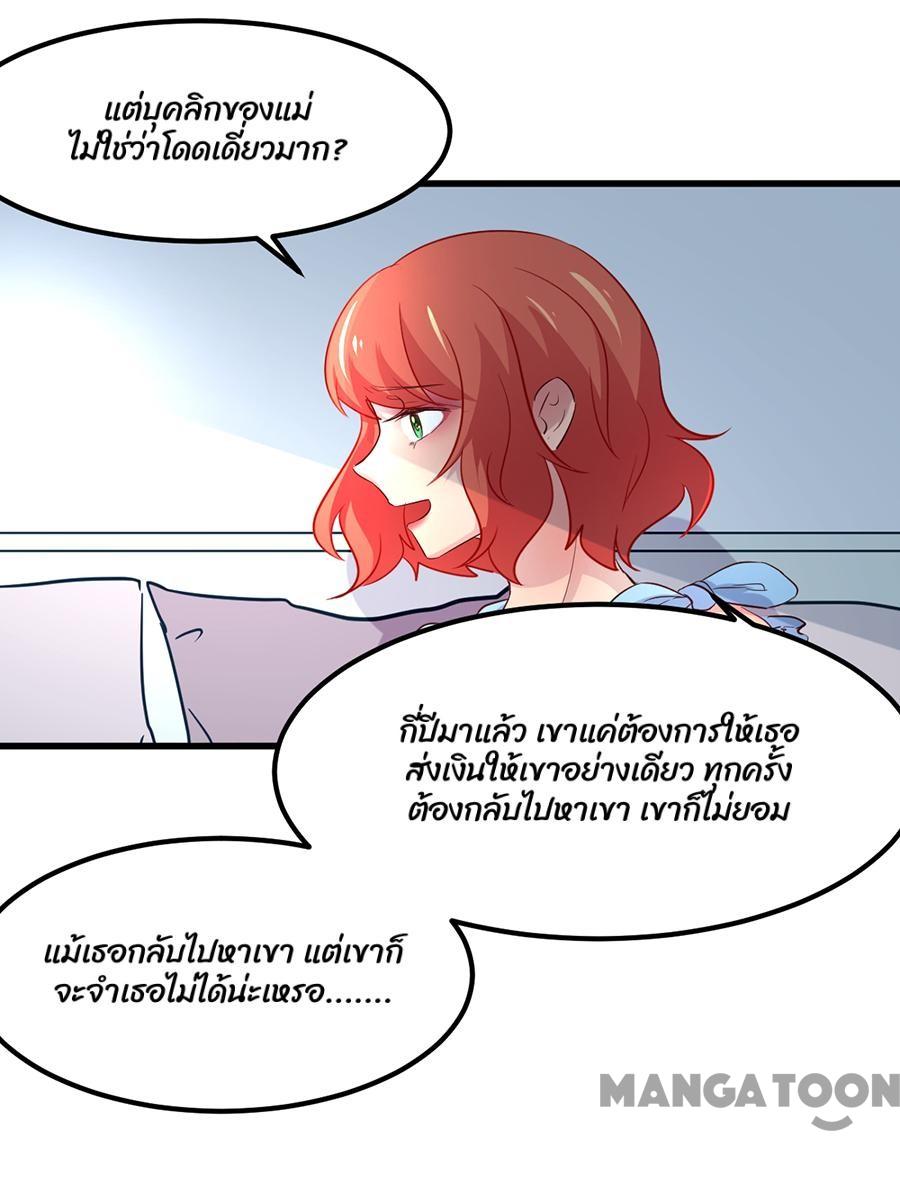 แต่บุคลิกของแม่
ไม่ใช่ว่าโดดเดี่ยวมาก?
กี่ปีมาแล้ว เขาแค่ต้องการให้เธอ
ส่งเงินให้เขาอย่างเดียว ทุกครั้ง
ต้องกลับไปหาเขา เขาก็ไม่ยอม
แม้เธอกลับไปหาเขา แต่เขาก็
จะจำเธอไม่ได้น่ะเหรอ.......
MANGATOON